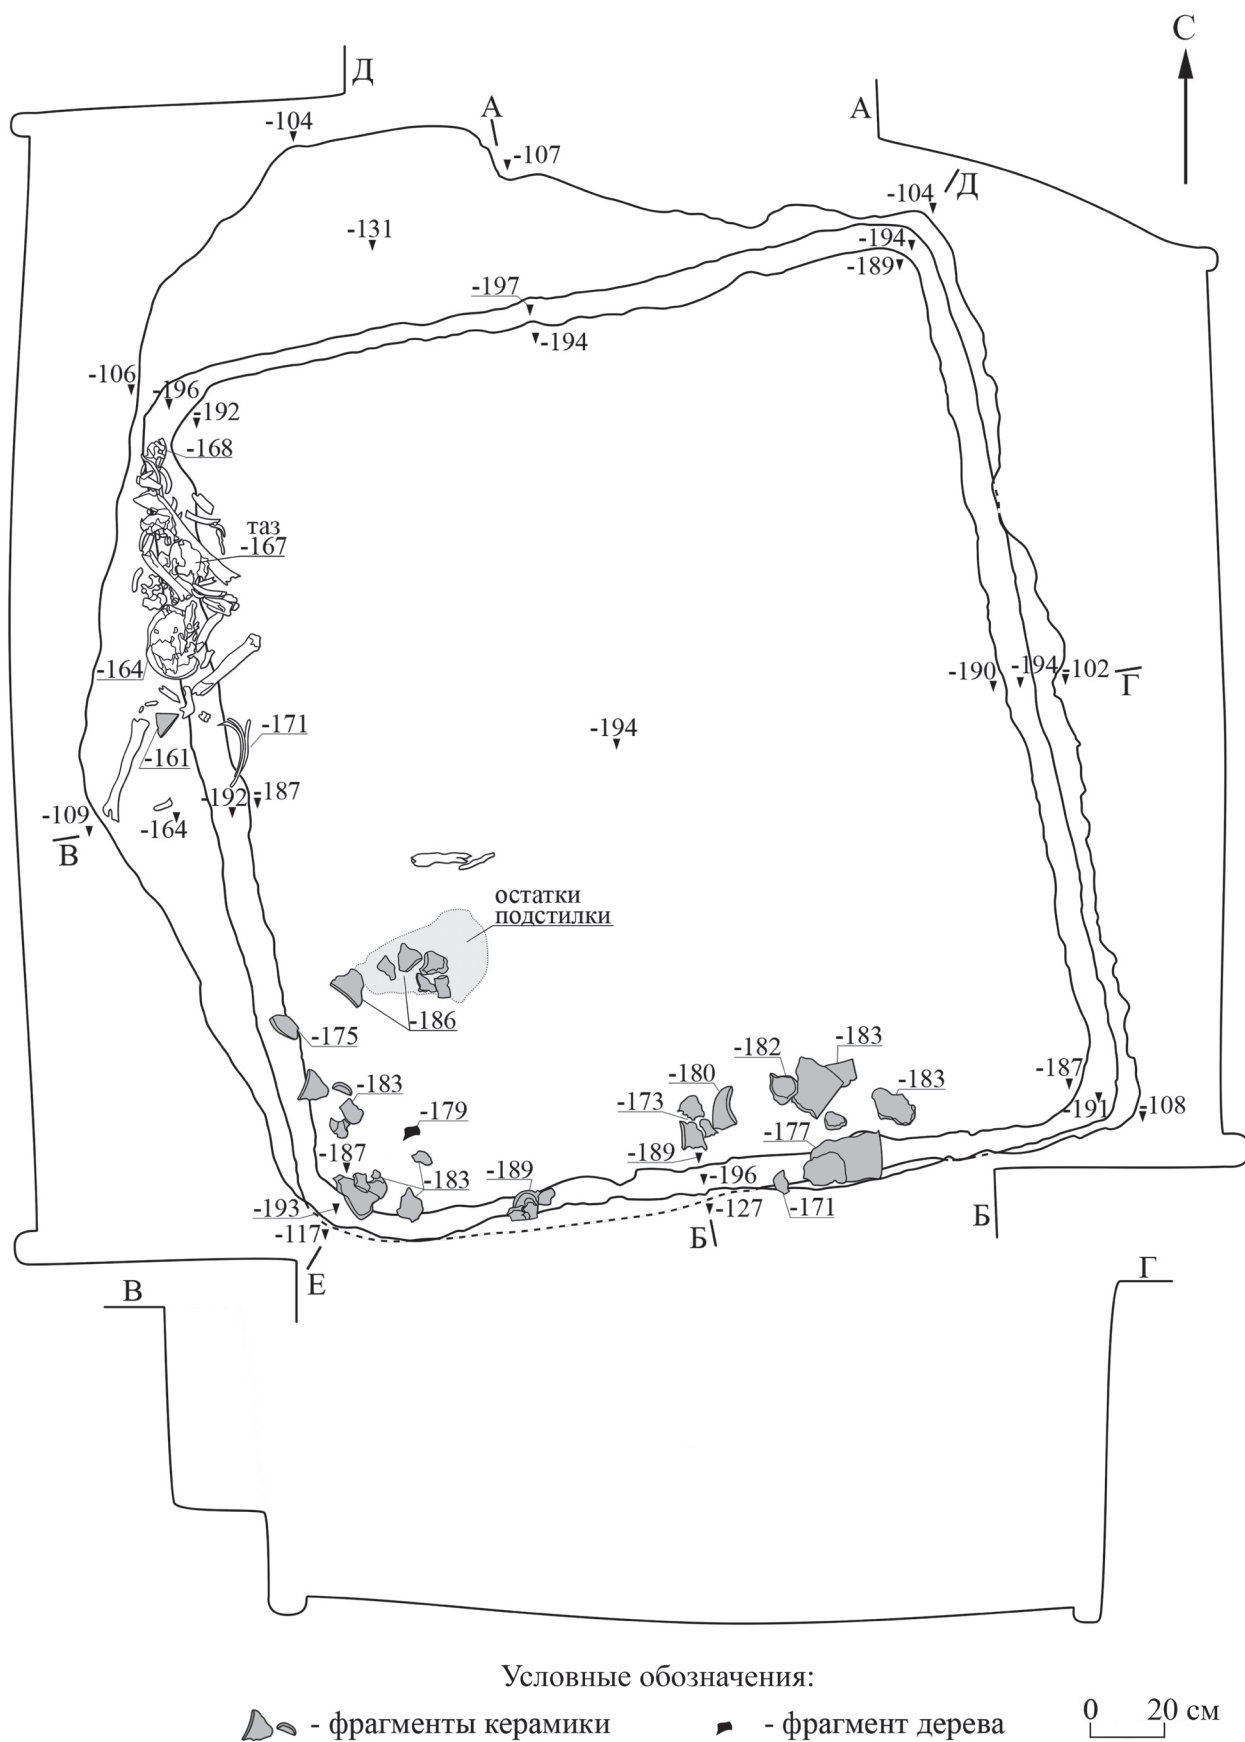 С
Д
А
А
-104
-107
Д
-104
-131
-194
-189
-197
-194
-106
-196
-192
-168
таз
-167
-164
-190
-194
-102
Г
-171
-194
-161
-192
-187
-109
-164
В
остатки
подстилки
-186
-175
-183
-182
-187
-180
-183
-183
-191
-108
-173
-179
-177
-187
-189
-189
-183
-196
-193
-127
-171
-117
Б
Б
Е
В
Г
Условные обозначения:
- фрагменты керамики
- фрагмент дерева
0 20 см